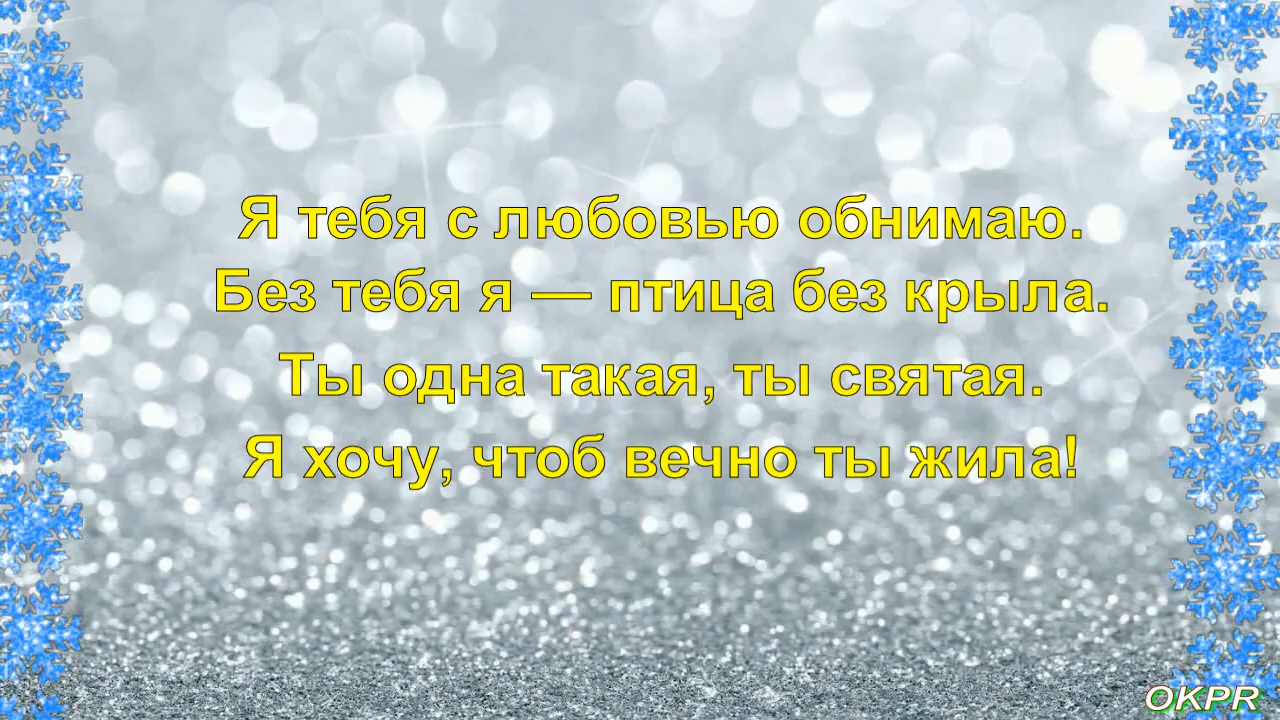 Я тебя с любовью обнимаю.
Без тебя я — птица без крыла.
Ты одна такая, ты святая.
Я хочу, чтоб вечно ты жила!
OKPR